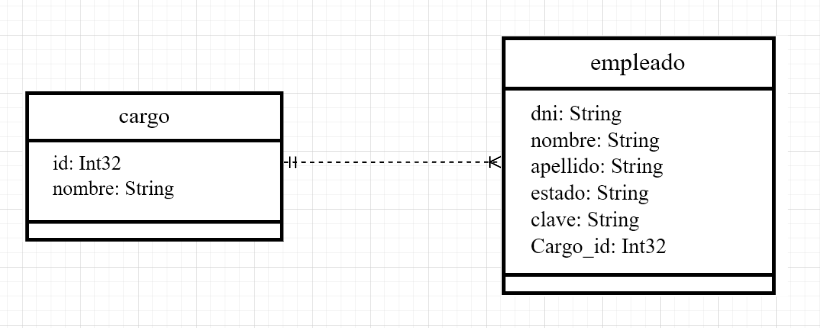 cargo
id: Int32
nombre: String
empleado
dni: String
nombre: String
apellido: String
estado: String
clave: String
Cargo_id: Int32